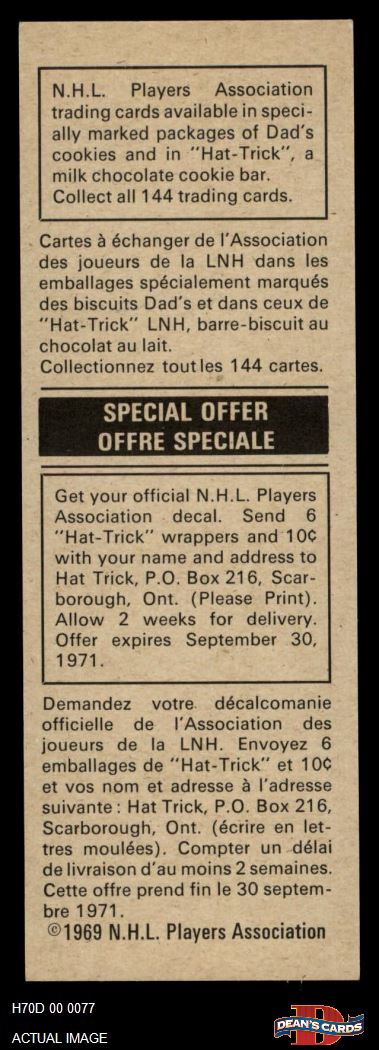 N.H.L. Players Association
trading cards available in speci-
ally marked packages of Dad's
cookies and in "Hat-Trick", a
milk chocolate cookie bar.
Collect all 144 trading cards.
Cartes à échanger de l'Association
des joueurs de la LNH dans les
emballages spécialement marqués
des biscuits Dad's et dans ceux de
"Hat-Trick" LNH, barre-biscuit au
chocolat au lait.
Collectionnez toutles 144 cartes.
SPECIAL OFFER
OFFRE SPECIALE
Get your official N.H.L. Players
Association decal. Send 6
"Hat-Trick" wrappers and 10¢
with your name and address to
Hat Trick, P.O. Box 216, Scar-
borough, Ont. (Please Print).
Allow 2 weeks for delivery.
Offer expires September 30,
1971.
Demandez votre décalcomanie
officielle de l'Association des
joueurs de la LNH. Envoyez 6
emballages de "Hat-Trick" et 10¢
et vos nom et adresse à l'adresse
suivante : Hat Trick, P.O. Box 216,
Scarborough, Ont. (écrire en let-
tres moulées). Compter un délai
de livraison d'au moins 2 semaines.
Cette offre prend fin le 30 septem-
bre 1971.
©1969 N.H.L. Players Association
H70D 00 0077
ACTUAL IMAGE
DEAN'S CARDS